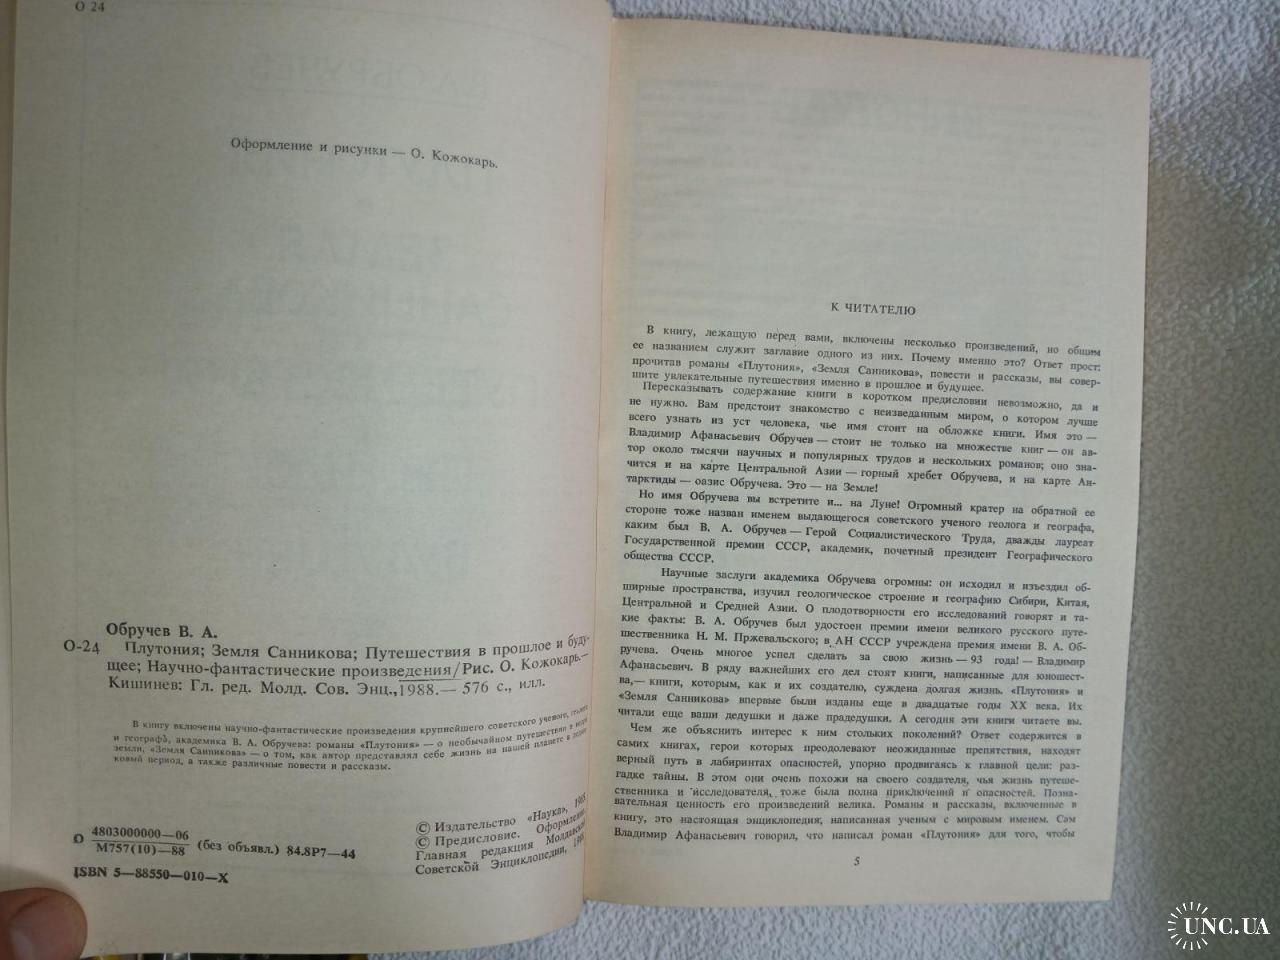 О 24
Оформление и рисунки — О. Кожокарь.
Обручев В. А.
О-24 Плутония; Земля Санникова; Путешествия в прошлое и буду-
щее; Научно-фантастические произведения/Рис. О. Кожокарь.—
Кишинев: Гл. ред. Молд. Сов. Энц., 1988.— 576 с., илл.
В книгу включены научно-фантастические произведения крупнейшего советского ученого, геолога
и географа, академика В. А. Обручева: романы «Плутония» — о необычайном путешествии в недра
земли, «Земля Санникова» — о том, как автор представлял себе жизнь на нашей планете в
ковый период, а также различные повести и рассказы.
О 4803000000—06
М757(10)—88 (без объявл.) 84.8Р7—44
ISBN 5—88550—010—X
© Издательство «Наука»,
© Предисловие. Оформление.
Главная редакция Молдавской
Советской Энциклопедии,
К ЧИТАТЕЛЮ
В книгу, лежащую перед вами, включены несколько произведений, но общим
ее названием служит заглавие одного из них. Почему именно это? Ответ прост:
прочитав романы «Плутония», «Земля Санникова», повести и рассказы, вы совер-
шите увлекательные путешествия именно в прошлое и будущее.
Пересказывать содержание книги в коротком предисловии невозможно, да и
не нужно. Вам предстоит знакомство с неизведанным миром, о котором лучше
всего узнать из уст человека, чье имя стоит на обложке книги. Имя это —
Владимир Афанасьевич Обручев — стоит не только на множестве книг — он ав-
тор около тысячи научных и популярных трудов и нескольких романов; оно зна-
чится и на карте Центральной Азии — горный хребет Обручева, и на карте Ан-
тарктиды — оазис Обручева. Это — на Земле!
Но имя Обручева вы встретите и... на Луне! Огромный кратер на обратной ее
стороне тоже назван именем выдающегося советского ученого геолога и географа,
каким был В. А. Обручев — Герой Социалистического Труда, дважды лауреат
Государственной премии СССР, академик, почетный президент Географического
общества СССР.
Научные заслуги академика Обручева огромны: он исходил и изъездил об-
ширные пространства, изучил геологическое строение и географию Сибири, Китая,
Центральной и Средней Азии. О плодотворности его исследований говорят и та-
кие факты: В. А. Обручев был удостоен премии имени великого русского путе-
шественника Н. М. Пржевальского; в АН СССР учреждена премия имени В. А. Об-
ручева. Очень многое успел сделать за свою жизнь — 93 года! — Владимир
Афанасьевич. В ряду важнейших его дел стоят книги, написанные для юношест-
ва,— книги, которым, как и их создателю, суждена долгая жизнь. «Плутония» и
«Земля Санникова» впервые были изданы еще в двадцатые годы XX века. Их
читали еще ваши дедушки и даже прадедушки. А сегодня эти книги читаете вы.
Чем же объяснить интерес к ним стольких поколений? Ответ содержится в
самих книгах, герои которых преодолевают неожиданные препятствия, находят
верный путь в лабиринтах опасностей, упорно продвигаясь к главной цели: раз-
гадке тайны. В этом они очень похожи на своего создателя, чья жизнь путеше-
ственника и исследователя, тоже была полна приключений и опасностей. Позна-
вательная ценность его произведений велика. Романы и рассказы, включенные в
книгу, это настоящая энциклопедия, написанная ученым с мировым именем. Сам
Владимир Афанасьевич говорил, что написал роман «Плутония» для того, чтобы
5
UNC.UA